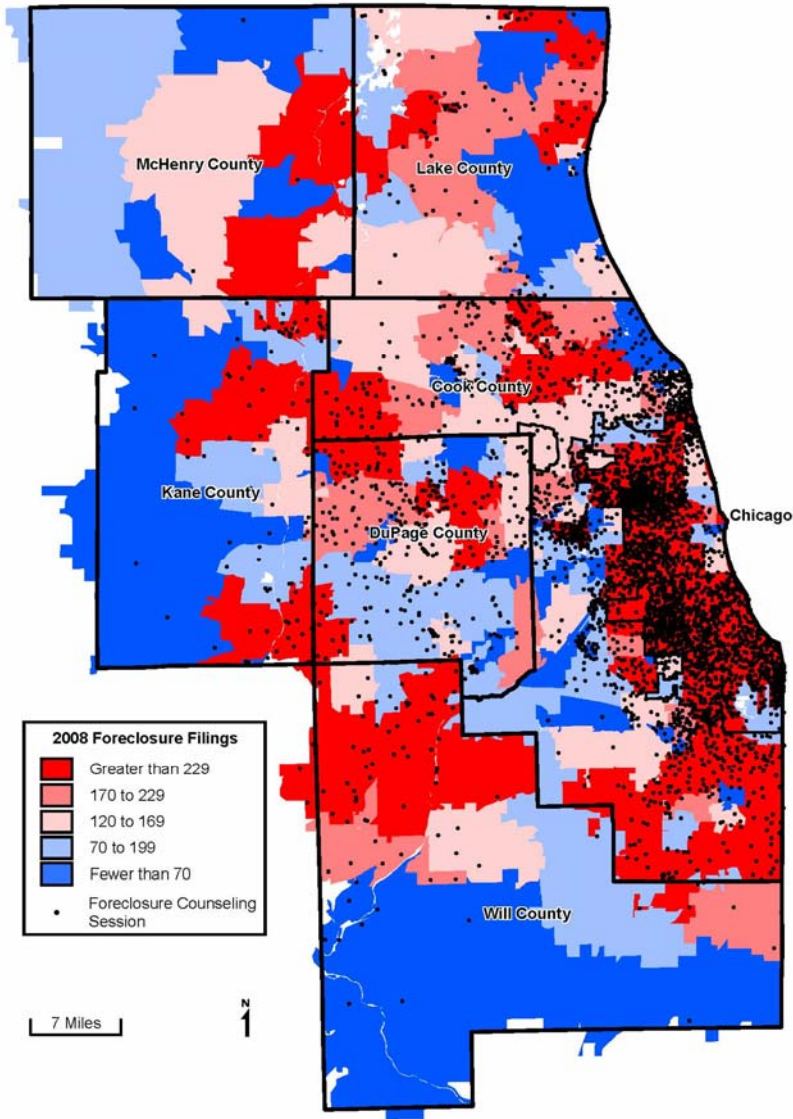 McHenry County
Lake County
Cook County
Kane County
DuPage County
Chicago
2008 Foreclosure Filings
Greater than 229
170 to 229
120 to 169
70 to 199
Fewer than 70
Foreclosure Counseling
Session
Will County
7 Miles
N